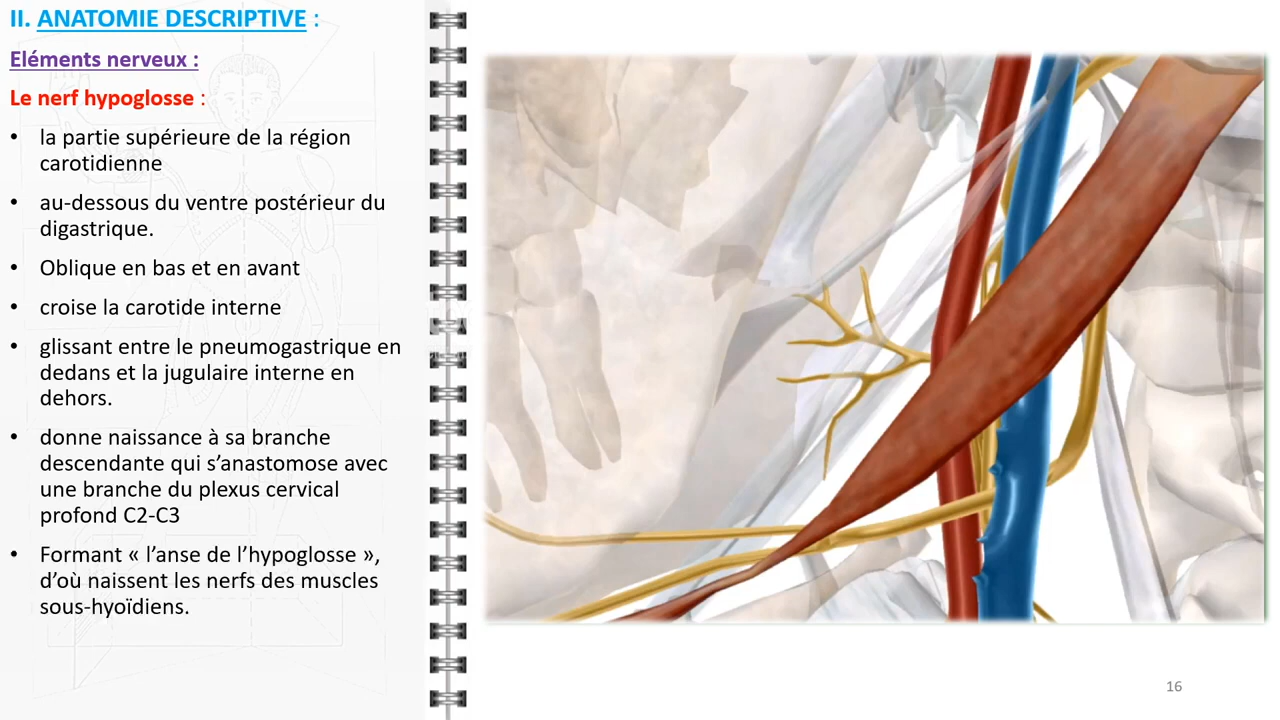 II. ANATOMIE DESCRIPTIVE :
Eléments nerveux :
Le nerf hypoglosse :
• la partie supérieure de la région
carotidienne
• au-dessous du ventre postérieur du
digastrique.
• Oblique en bas et en avant
• croise la carotide interne
• glissant entre le pneumogastrique en
dedans et la jugulaire interne en
dehors.
• donne naissance à sa branche
descendante qui s’anastomose avec
une branche du plexus cervical
profond C2-C3
• Formant « l’anse de l’hypoglosse »,
d’où naissent les nerfs des muscles
sous-hyoïdiens.
16